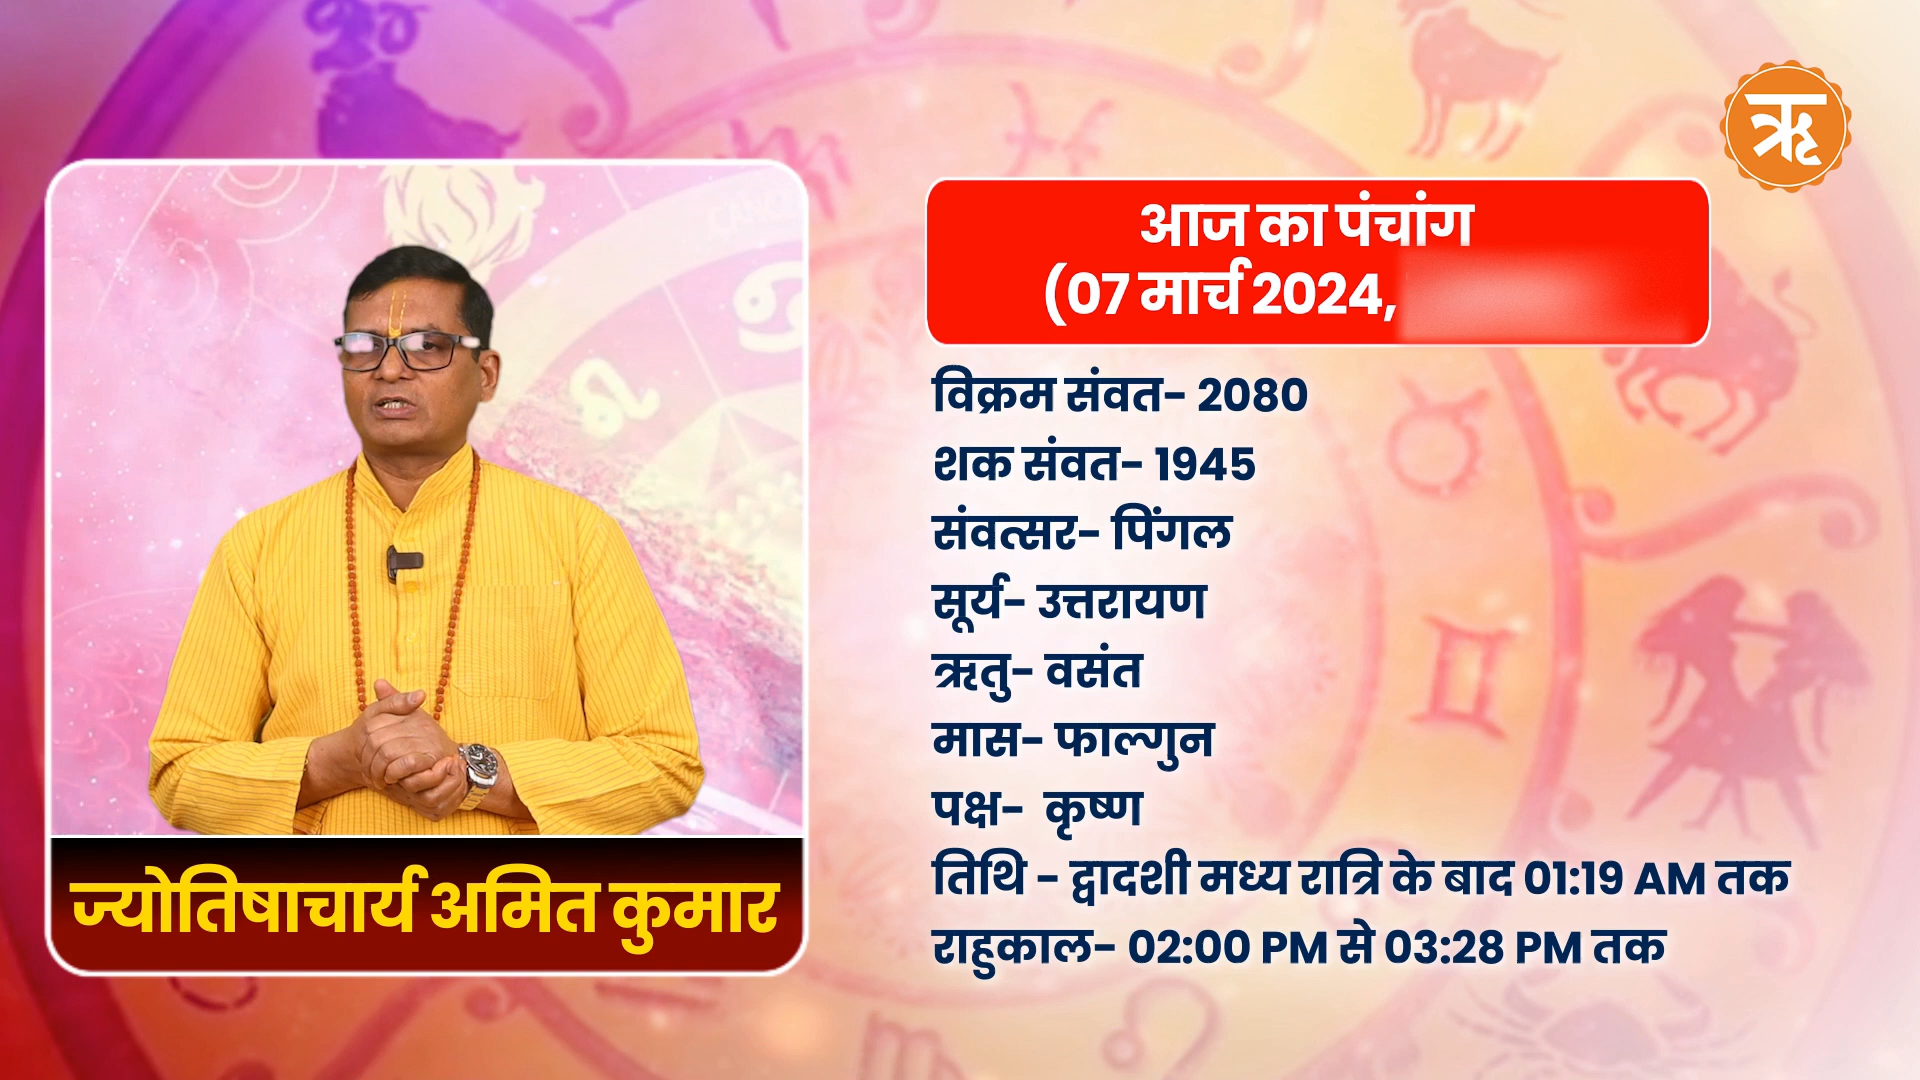 ऋ
आज का पंचांग
(07 मार्च 2024,
विक्रम संवत- 2080
शक संवत- 1945
संवत्सर- पिंगल
सूर्य- उत्तरायण
ऋतु- वसंत
मास- फाल्गुन
पक्ष- कृष्ण
तिथि - द्वादशी मध्य रात्रि के बाद 01:19 AM तक
राहुकाल- 02:00 PM से 03:28 PM तक
ज्योतिषाचार्य अमित कुमार